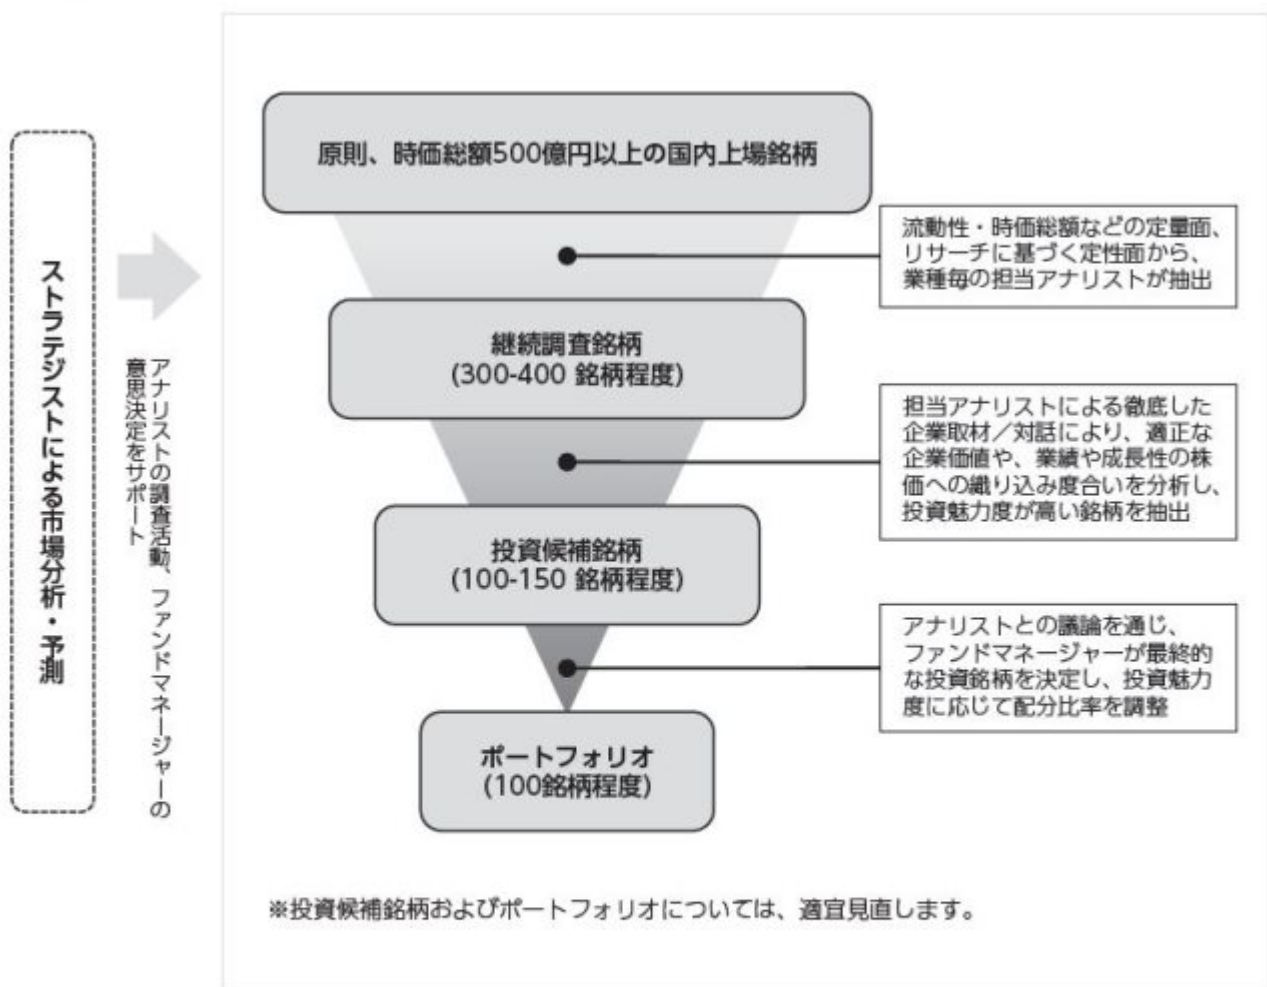 ストラテジストによる市場分析・予測
アナリストの調査活動、ファンドマネージャーの
意思決定をサポート
原則、時価総額500億円以上の国内上場銘柄
流動性・時価総額などの定量面、
リサーチに基づく定性面から、
業種毎の担当アナリストが抽出
継続調査銘柄
(300-400 銘柄程度)
担当アナリストによる徹底した
企業取材／対話により、適正な
企業価値や、業績や成長性の株
価への織り込み度合いを分析し、
投資魅力度が高い銘柄を抽出
投資候補銘柄
(100-150 銘柄程度)
アナリストとの議論を通じ、
ファンドマネージャーが最終的
な投資銘柄を決定し、投資魅力
度に応じて配分比率を調整
ポートフォリオ
(100銘柄程度)
※投資候補銘柄およびポートフォリオについては、適宜見直します。